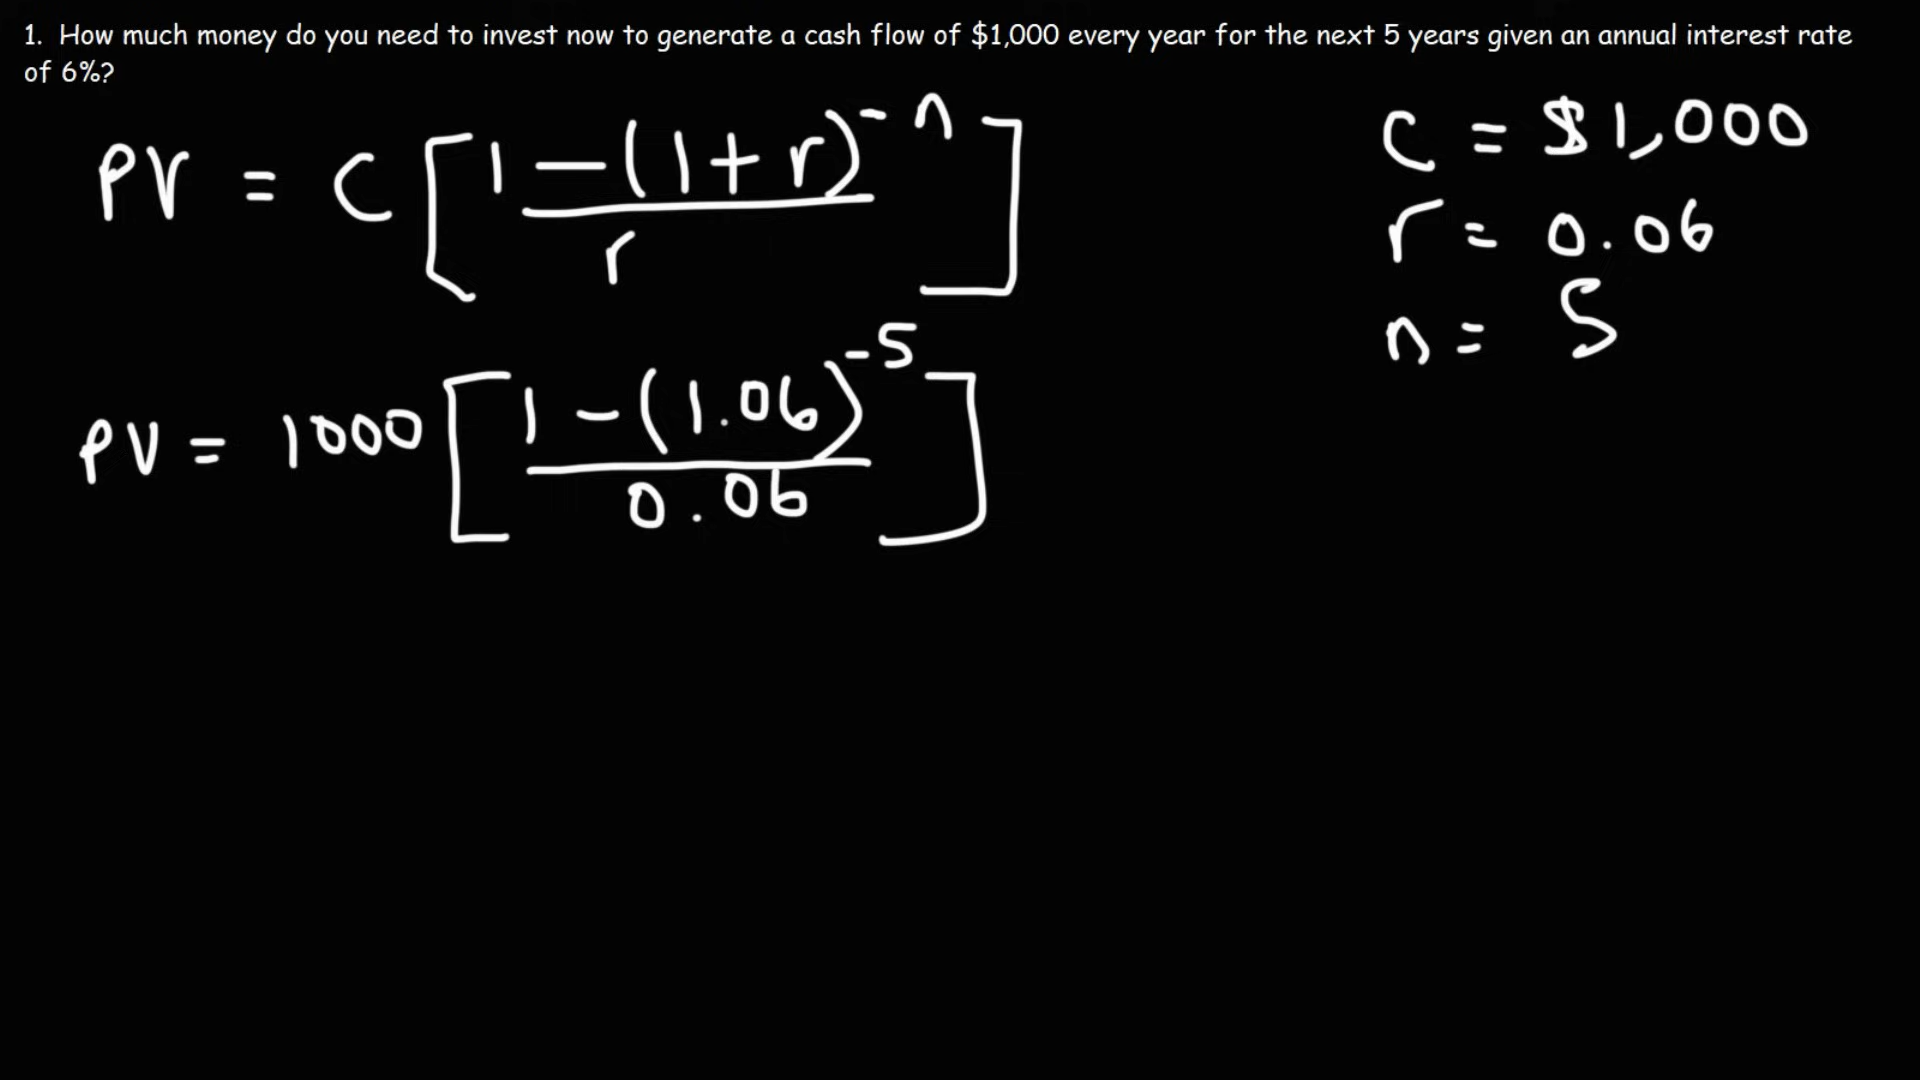 1. How much money do you need to invest now to generate a cash flow of $1,000 every year for the next 5 years given an annual interest rate
of 6%?
PV = C[1-(1+r)^-n / r]
C = $1,000
r = 0.06
n = 5
PV = 1000[1-(1.06)^-5 / 0.06]